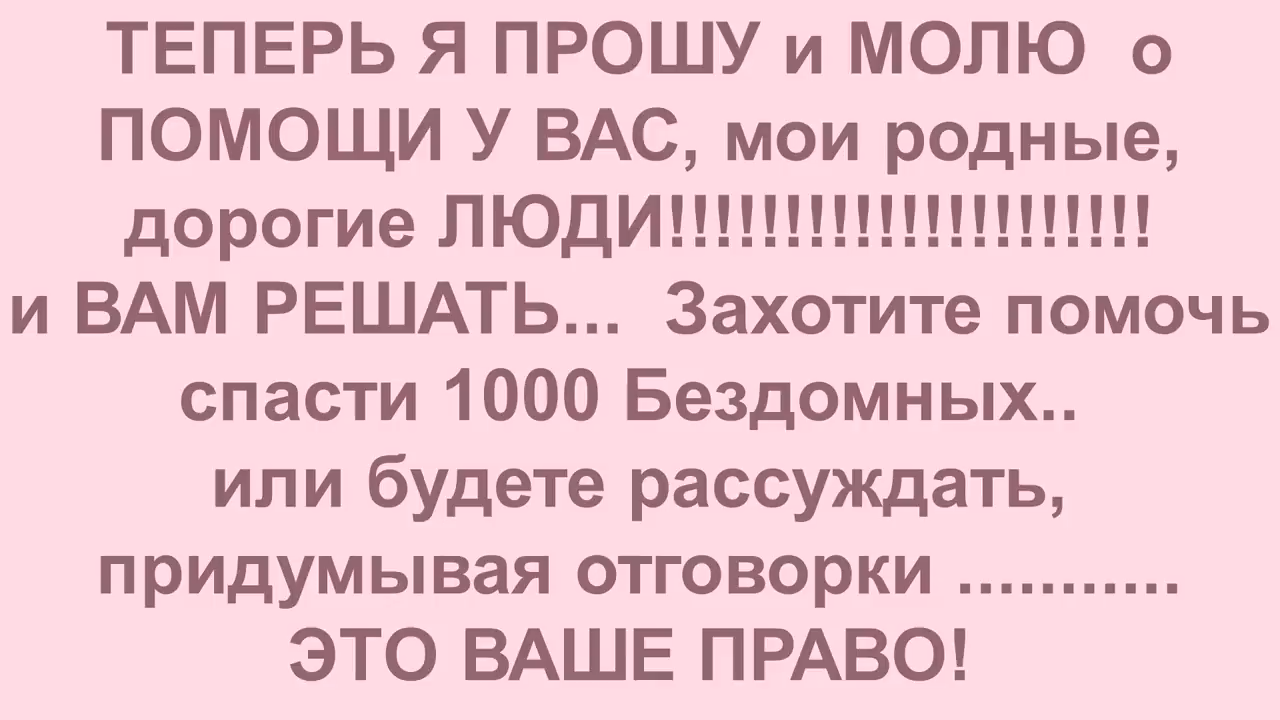 ТЕПЕРЬ Я ПРОШУ и МОЛЮ о
ПОМОЩИ У ВАС, мои родные,
дорогие ЛЮДИ!!!!!!!!!!!!!!!!!!!!!
и ВАМ РЕШАТЬ... Захотите помочь
спасти 1000 Бездомных..
или будете рассуждать,
придумывая отговорки ...........
ЭТО ВАШЕ ПРАВО!